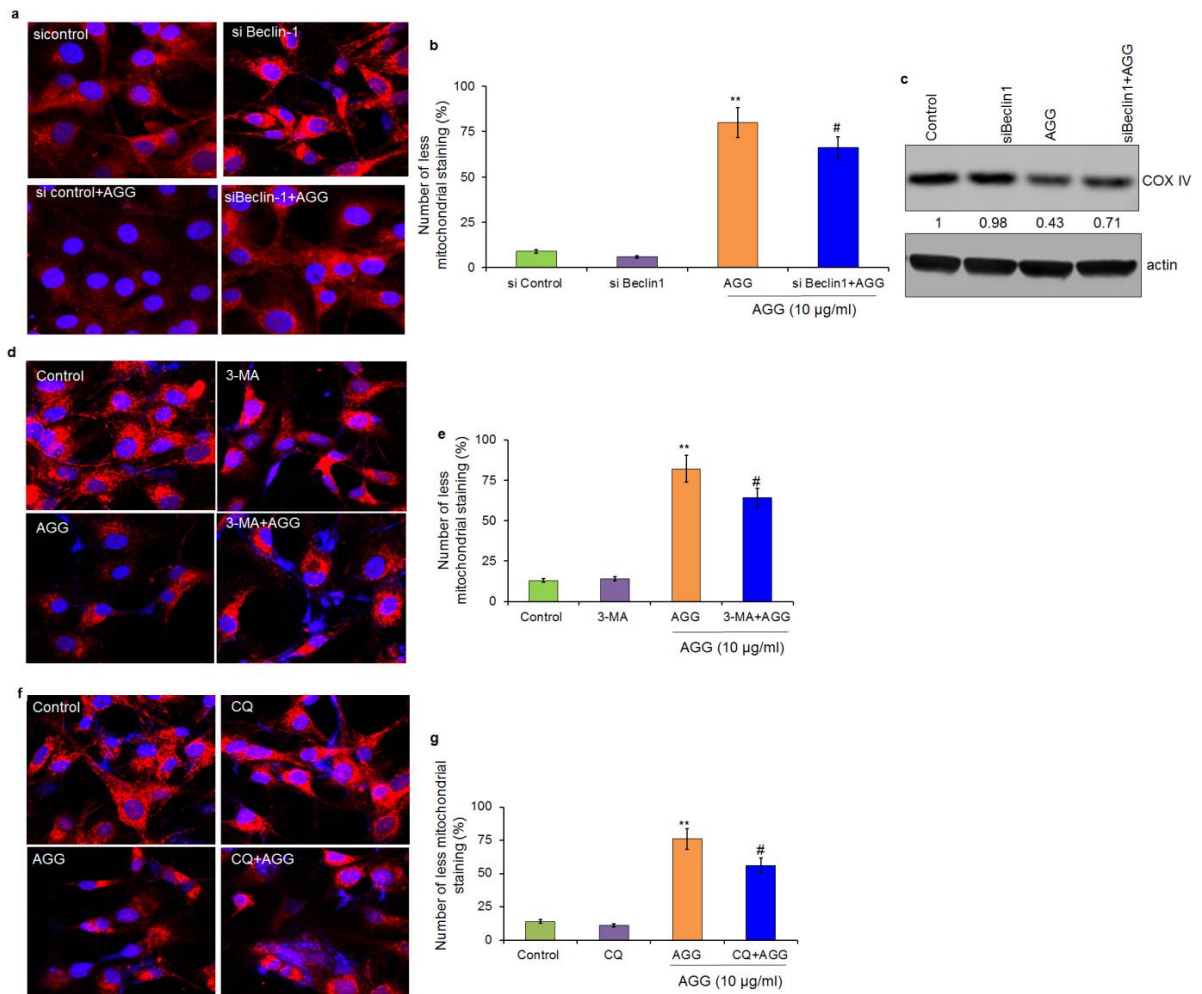 a
sicontrol
si Beclin-1
si control+AGG
siBeclin-1+AGG
b
Number of less
mitochondrial staining (%)
100
75
50
25
0
**
#
si Control
si Beclin1
AGG
si Beclin1+AGG
AGG (10 µg/ml)
c
Control
siBeclin1
AGG
siBeclin1+AGG
COX IV
1 0.98 0.43 0.71
actin
d
Control
3-MA
AGG
3-MA+AGG
e
Number of less
mitochondrial staining (%)
100
75
50
25
0
**
#
Control
3-MA
AGG
3-MA+AGG
AGG (10 µg/ml)
f
Control
CQ
AGG
CQ+AGG
g
Number of less mitochondrial
staining (%)
100
75
50
25
0
**
#
Control
CQ
AGG
CQ+AGG
AGG (10 µg/ml)